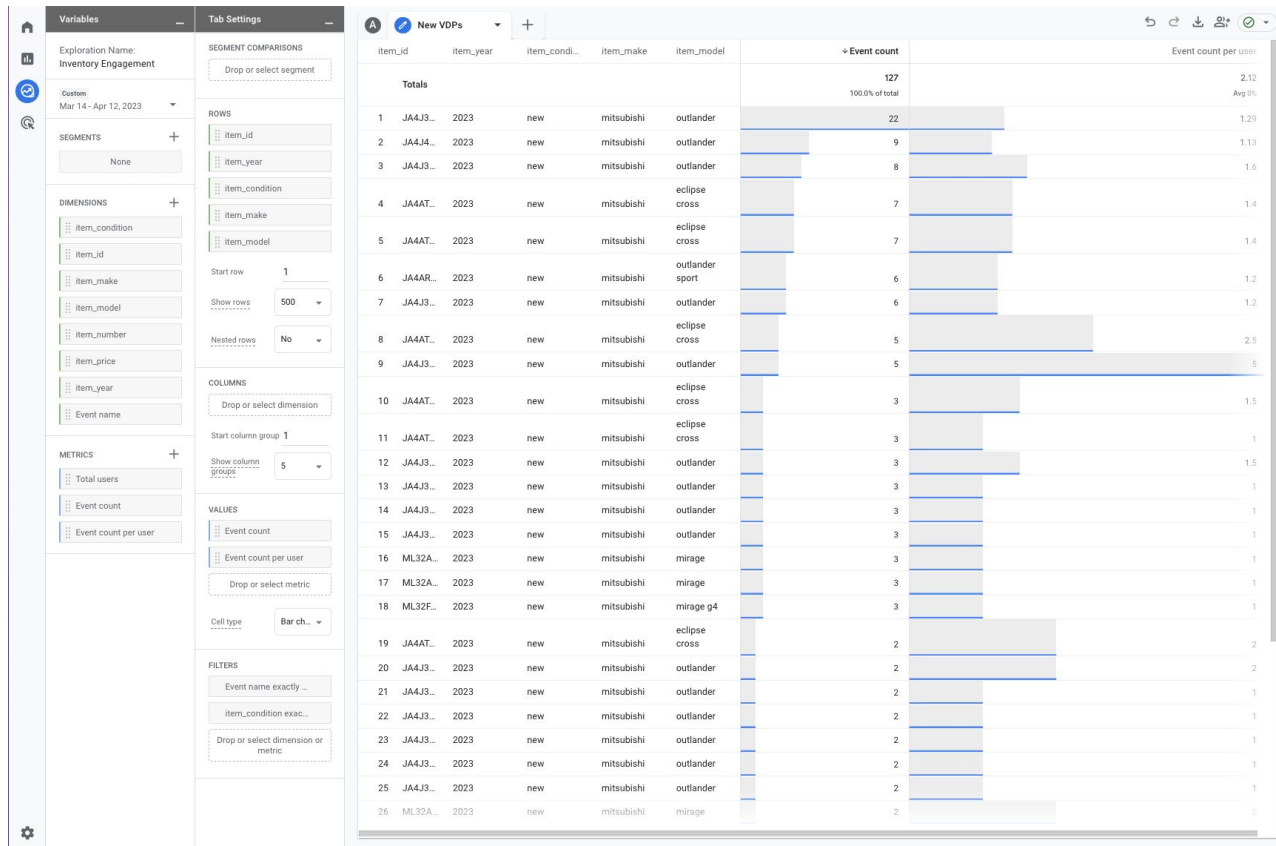 Variables
Exploration Name:
Inventory Engagement
Custom
Mar 14 - Apr 12, 2023
SEGMENTS
None
DIMENSIONS
item_condition
item_id
item_make
item_model
item_number
item_price
item_year
Event name
METRICS
Total users
Event count
Event count per user
Tab Settings
SEGMENT COMPARISONS
Drop or select segment
ROWS
item_id
item_year
item_condition
item_make
item_model
Start row 1
Show rows 500
Nested rows No
COLUMNS
Drop or select dimension
Start column group 1
Show column
groups 5
VALUES
Event count
Event count per user
Drop or select metric
Cell type Bar ch...
FILTERS
Event name exactly ...
item_condition exac...
Drop or select dimension or
metric
A New VDPs
item_id item_year item_condi... item_make item_model Event count Event count per user
Totals 127 2.12
100.0% of total Avg 0%
1 JA4J3... 2023 new mitsubishi outlander 22 1.29
2 JA4J4... 2023 new mitsubishi outlander 9 1.13
3 JA4J3... 2023 new mitsubishi outlander 8 1.6
eclipse
4 JA4AT... 2023 new mitsubishi cross 7 1.4
eclipse
5 JA4AT... 2023 new mitsubishi cross 7 1.4
outlander
6 JA4AR... 2023 new mitsubishi sport 6 1.2
7 JA4J3... 2023 new mitsubishi outlander 6 1.2
eclipse
8 JA4AT... 2023 new mitsubishi cross 5 2.5
9 JA4J3... 2023 new mitsubishi outlander 5 5
eclipse
10 JA4AT... 2023 new mitsubishi cross 3 1.5
eclipse
11 JA4AT... 2023 new mitsubishi cross 3 1
12 JA4J3... 2023 new mitsubishi outlander 3 1.5
13 JA4J3... 2023 new mitsubishi outlander 3 1
14 JA4J3... 2023 new mitsubishi outlander 3 1
15 JA4J3... 2023 new mitsubishi outlander 3 1
16 ML32A... 2023 new mitsubishi mirage 3 1
17 ML32A... 2023 new mitsubishi mirage 3 1
18 ML32F... 2023 new mitsubishi mirage g4 3 1
eclipse
19 JA4AT... 2023 new mitsubishi cross 2 2
20 JA4J3... 2023 new mitsubishi outlander 2 2
21 JA4J3... 2023 new mitsubishi outlander 2 1
22 JA4J3... 2023 new mitsubishi outlander 2 1
23 JA4J3... 2023 new mitsubishi outlander 2 1
24 JA4J3... 2023 new mitsubishi outlander 2 1
25 JA4J3... 2023 new mitsubishi outlander 2 1
26 ML32A... 2023 new mitsubishi mirage 2